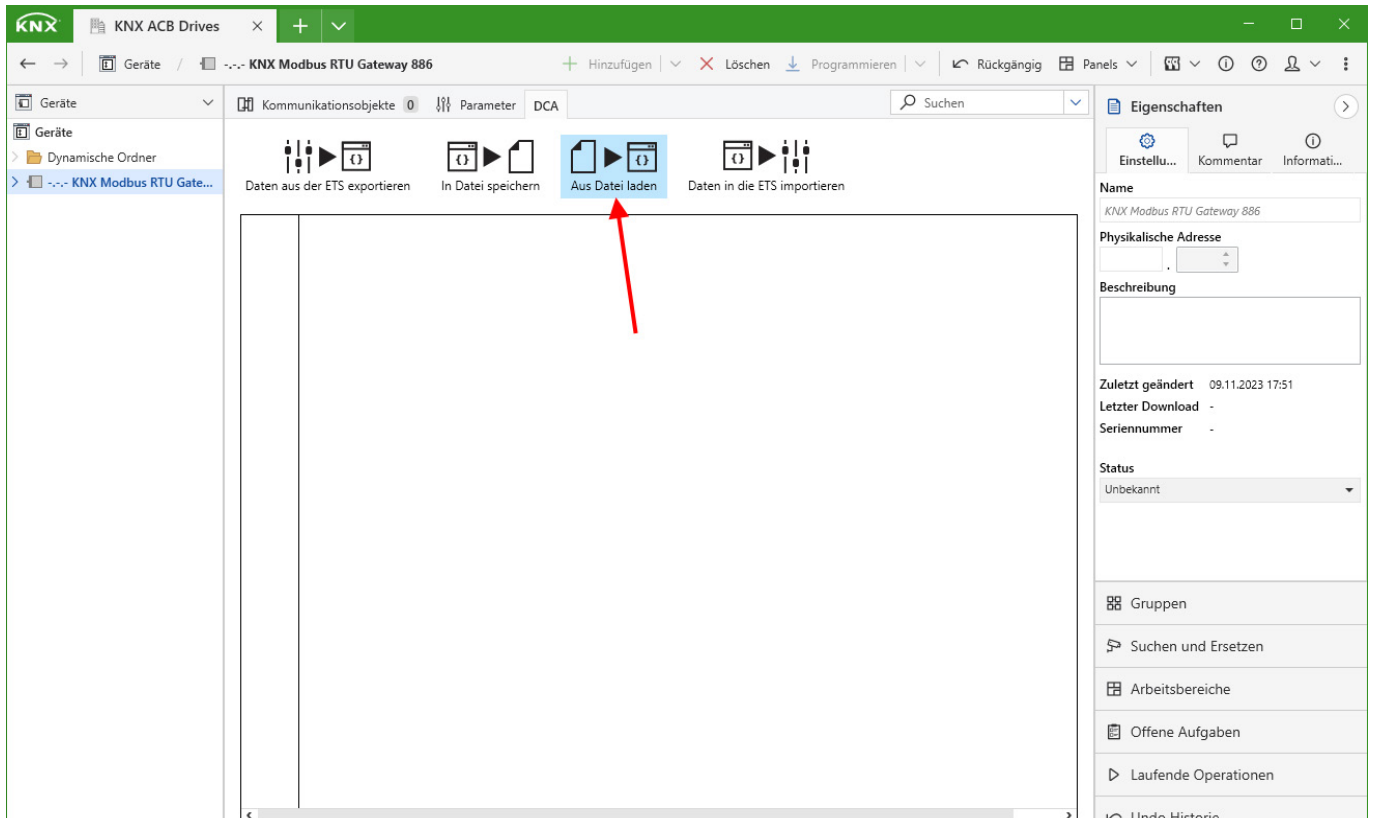 KNX KNX ACB Drives
Geräte / -.-.- KNX Modbus RTU Gateway 886 Hinzufügen Löschen Programmieren Rückgängig Panels
Geräte
Geräte
Dynamische Ordner
-.-.- KNX Modbus RTU Gate...
Kommunikationsobjekte 0 Parameter DCA Suchen
Daten aus der ETS exportieren In Datei speichern Aus Datei laden Daten in die ETS importieren
Eigenschaften
Einstellu... Kommentar Informati...
Name
KNX Modbus RTU Gateway 886
Physikalische Adresse
.
Beschreibung
Zuletzt geändert 09.11.2023 17:51
Letzter Download -
Seriennummer -
Status
Unbekannt
Gruppen
Suchen und Ersetzen
Arbeitsbereiche
Offene Aufgaben
Laufende Operationen
Undo Historie